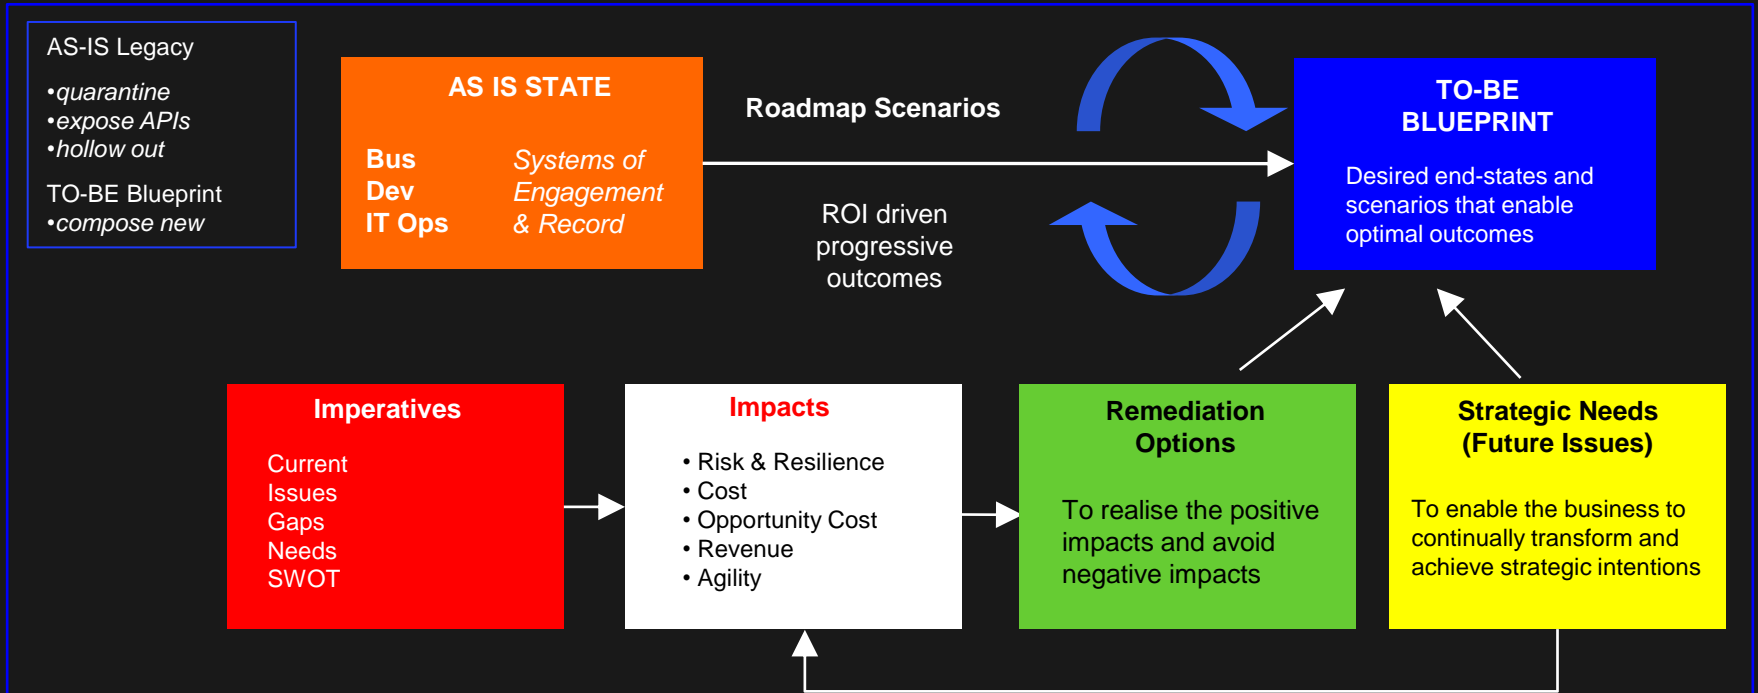 AS-IS Legacy
•quarantine
•expose APIs
•hollow out
TO-BE Blueprint
•compose new
AS IS STATE
Bus
Dev
IT Ops
Systems of
Engagement
& Record
Roadmap Scenarios
ROI driven
progressive
outcomes
TO-BE
BLUEPRINT
Desired end-states and
scenarios that enable
optimal outcomes
Imperatives
Current
Issues
Gaps
Needs
SWOT
Impacts
• Risk & Resilience
• Cost
• Opportunity Cost
• Revenue
• Agility
Remediation
Options
To realise the positive
impacts and avoid
negative impacts
Strategic Needs
(Future Issues)
To enable the business to
continually transform and
achieve strategic intentions